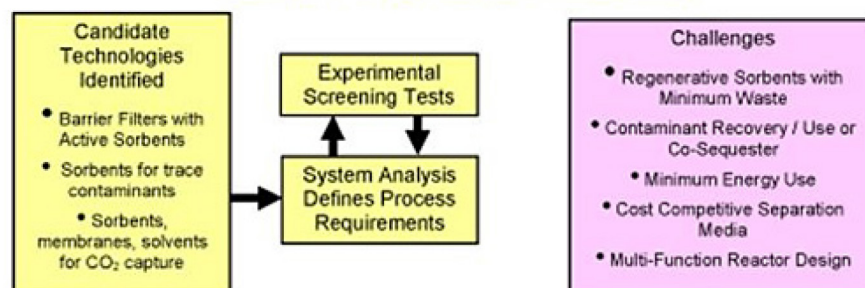 Candidate
Technologies
Identified
• Barrier Filters with
Active Sorbents
• Sorbents for trace
contaminants
• Sorbents,
membranes, solvents
for CO₂ capture
Experimental
Screening Tests
System Analysis
Defines Process
Requirements
Challenges
• Regenerative Sorbents with
Minimum Waste
• Contaminant Recovery / Use or
Co-Sequester
• Minimum Energy Use
• Cost Competitive Separation
Media
• Multi-Function Reactor Design